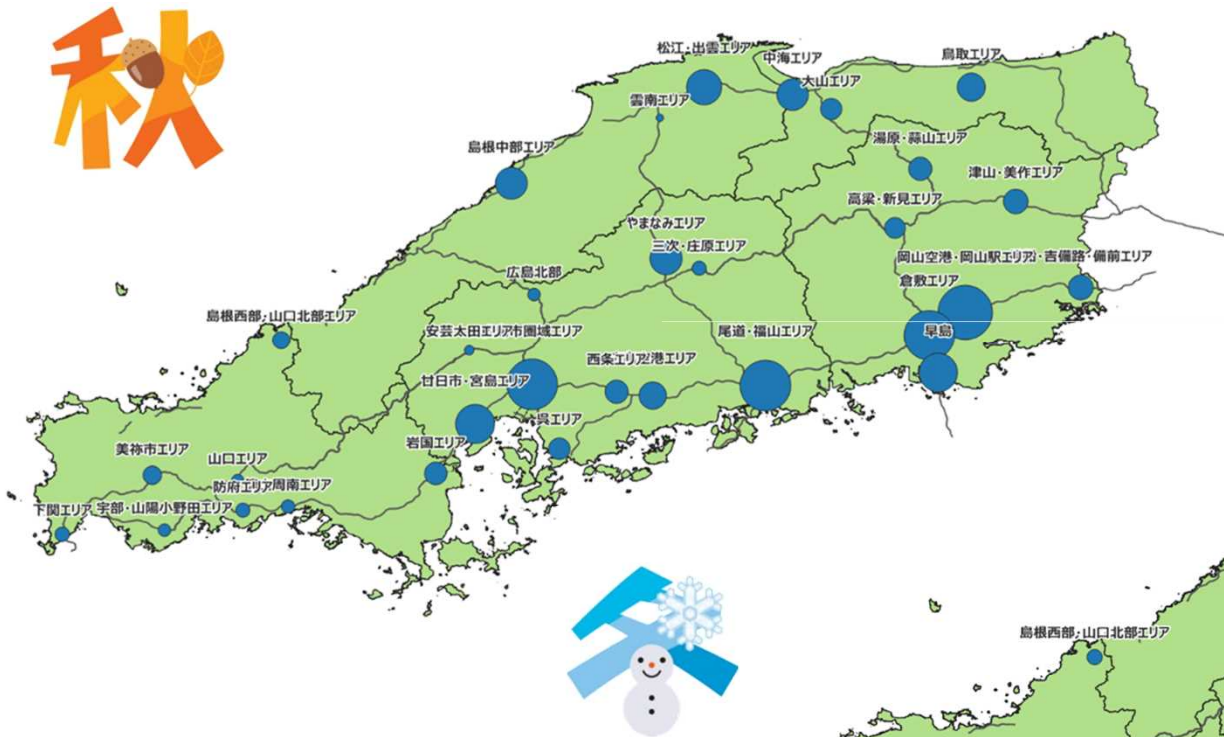 秋
松江・出雲エリア
中海エリア
鳥取エリア
大山エリア
雲南エリア
湯原・蒜山エリア
島根中部エリア
津山・美作エリア
高梁・新見エリア
やまなみエリア
三次・庄原エリア
岡山空港・岡山駅エリア
・吉備路・備前エリア
広島北部
倉敷エリア
島根西部・山口北部エリア
安芸太田エリア
市圏域エリア
尾道・福山エリア
早島
西条エリア
空港エリア
廿日市・宮島エリア
呉エリア
岩国エリア
美祢市エリア
山口エリア
防府エリア
周南エリア
下関エリア
宇部・山陽小野田エリア
冬
島根西部・山口北部エリア